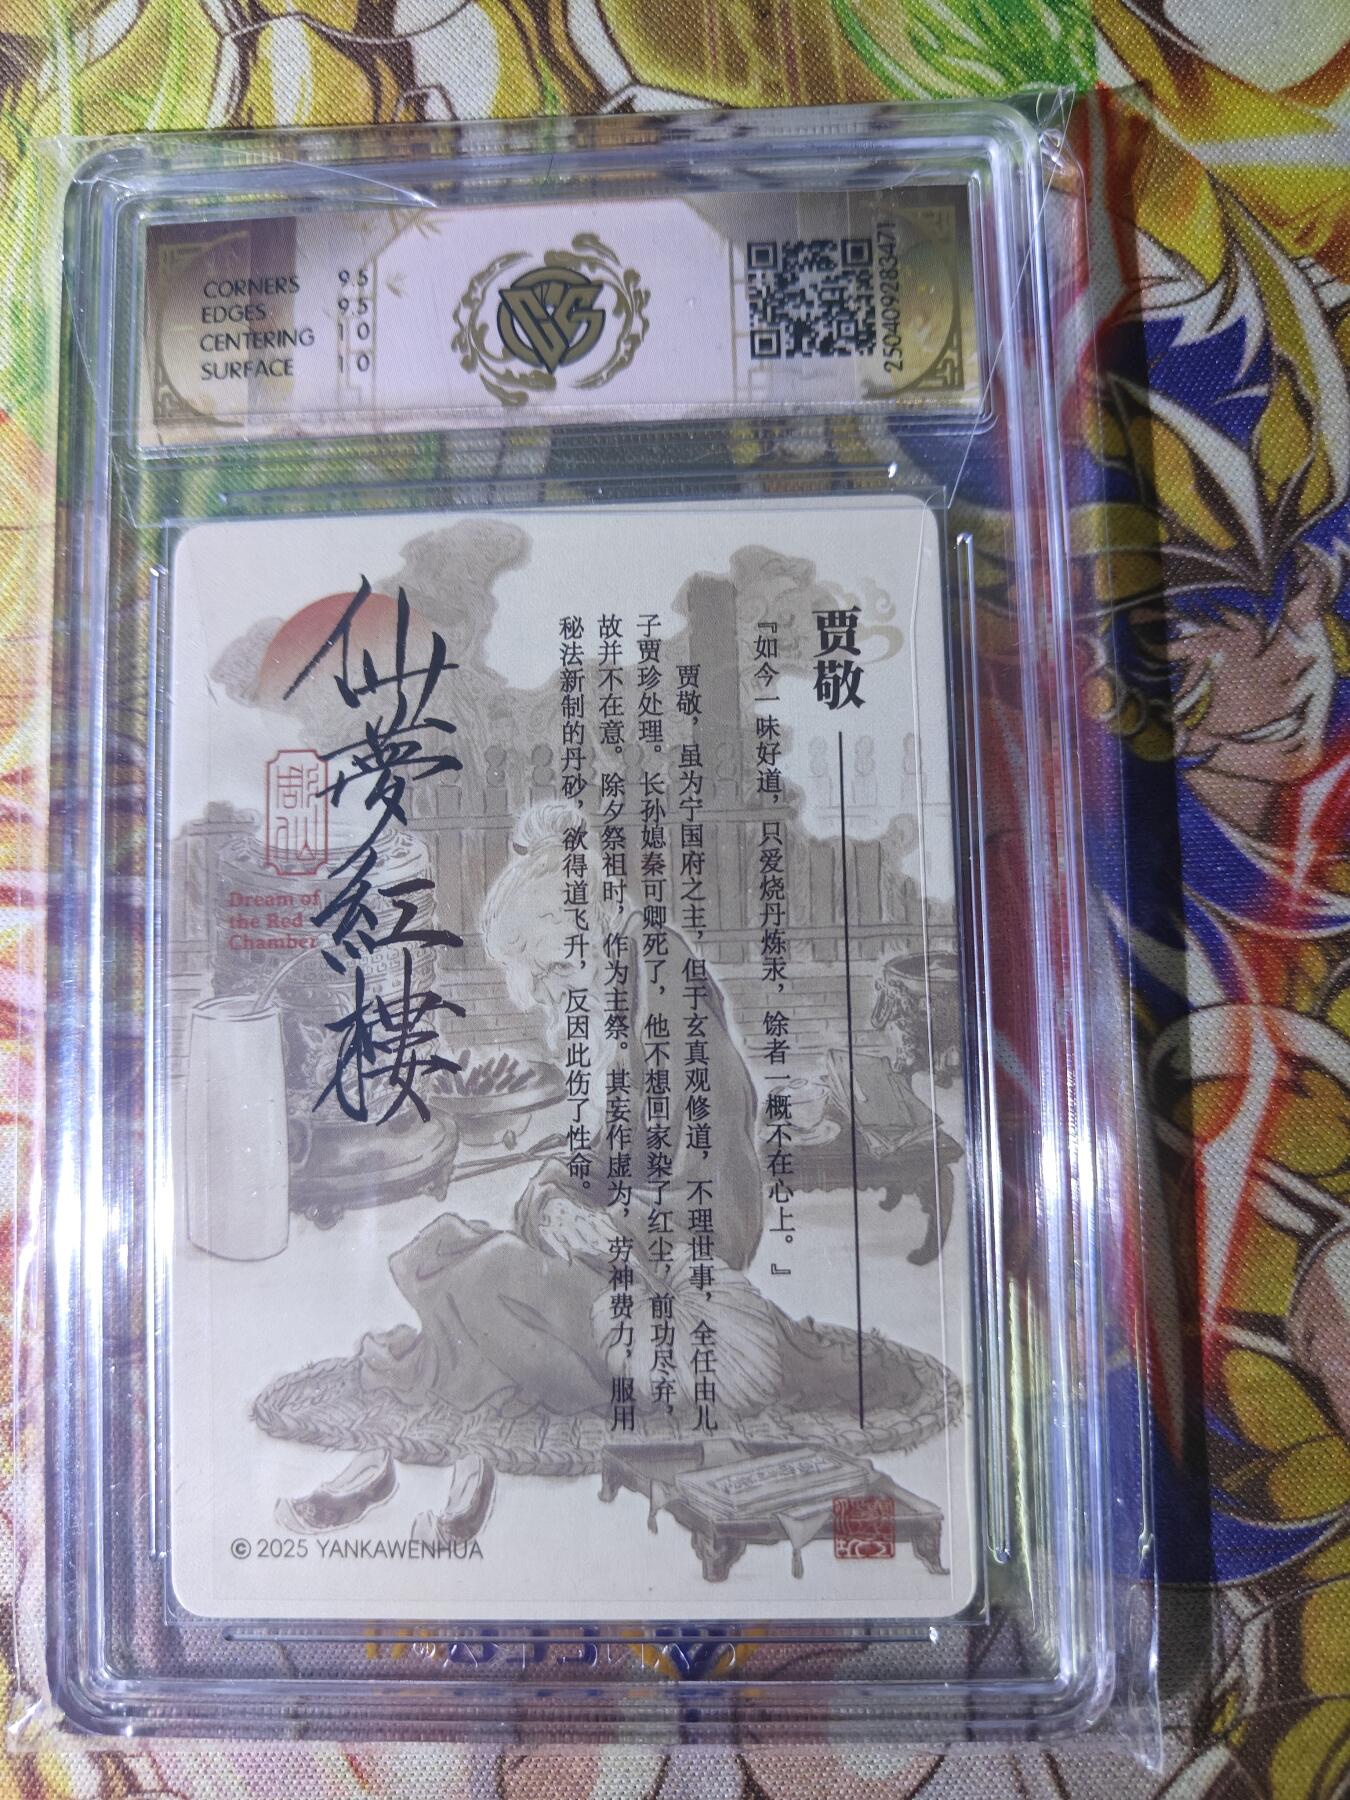 CORNERS 9.5
EDGES 9.5
CENTERING 10
SURFACE 10
CCS
250409283471
贾敬
『如今一味好道，只爱烧丹炼汞，馀者一概不在心上。』
贾敬，虽为宁国府之主，但于玄真观修道，不理世事，全任由儿
子贾珍处理。长孙媳秦可卿死了，他不想回家染了红尘，前功尽弃，
故并不在意。除夕祭祖时，作为主祭。其妄作虚为，劳神费力，服用
秘法新制的丹砂，欲得道飞升，反因此伤了性命。
仙夢紅樓
Dream of
the Red
Chamber
© 2025 YANKAWENHUA